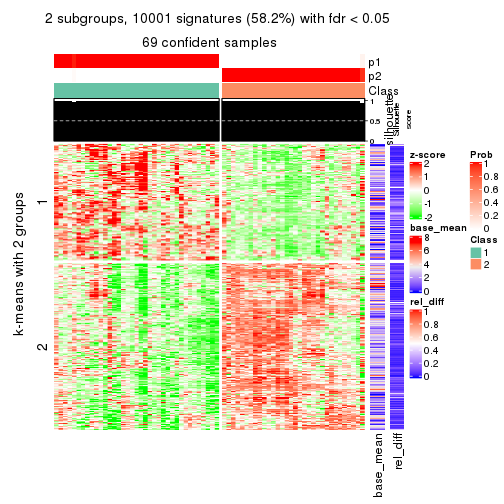 2 subgroups, 10001 signatures (58.2%) with fdr < 0.05
69 confident samples
p1
p2
Class
1
0.5
0
silhouette
Silhouette
score
k-means with 2 groups
1
2
base_mean
rel_diff
z-score
2
1
0
-1
-2
base_mean
8
6
4
2
0
rel_diff
1
0.8
0.6
0.4
0.2
0
Prob
1
0.8
0.6
0.4
0.2
0
Class
1
2